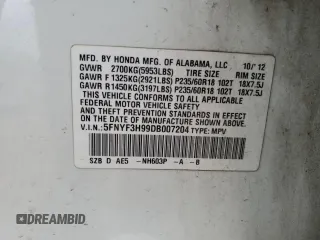 MFD. BY HONDA MFG. OF ALABAMA, LLC 10/'12
GVWR 2700KG(5953LBS) TIRE SIZE RIM SIZE
GAWR F 1325KG(2921LBS) P235/60R18 102T 18X7.5J
GAWR R1450KG(3197LBS) P235/60R18 102T 18X7.5J
THIS VEHICLE CONFORMS TO ALL APPLICABLE
FEDERAL MOTOR VEHICLE SAFETY AND THEFT
PREVENTION STANDARDS IN EFFECT ON THE DATE
OF MANUFACTURE SHOWN ABOVE.
V.I.N.: 5FNYF3H99DB007204 TYPE: MPV
SZB D AE5 -NH603P -A -B
DREAMBID
DREAMBID.COM